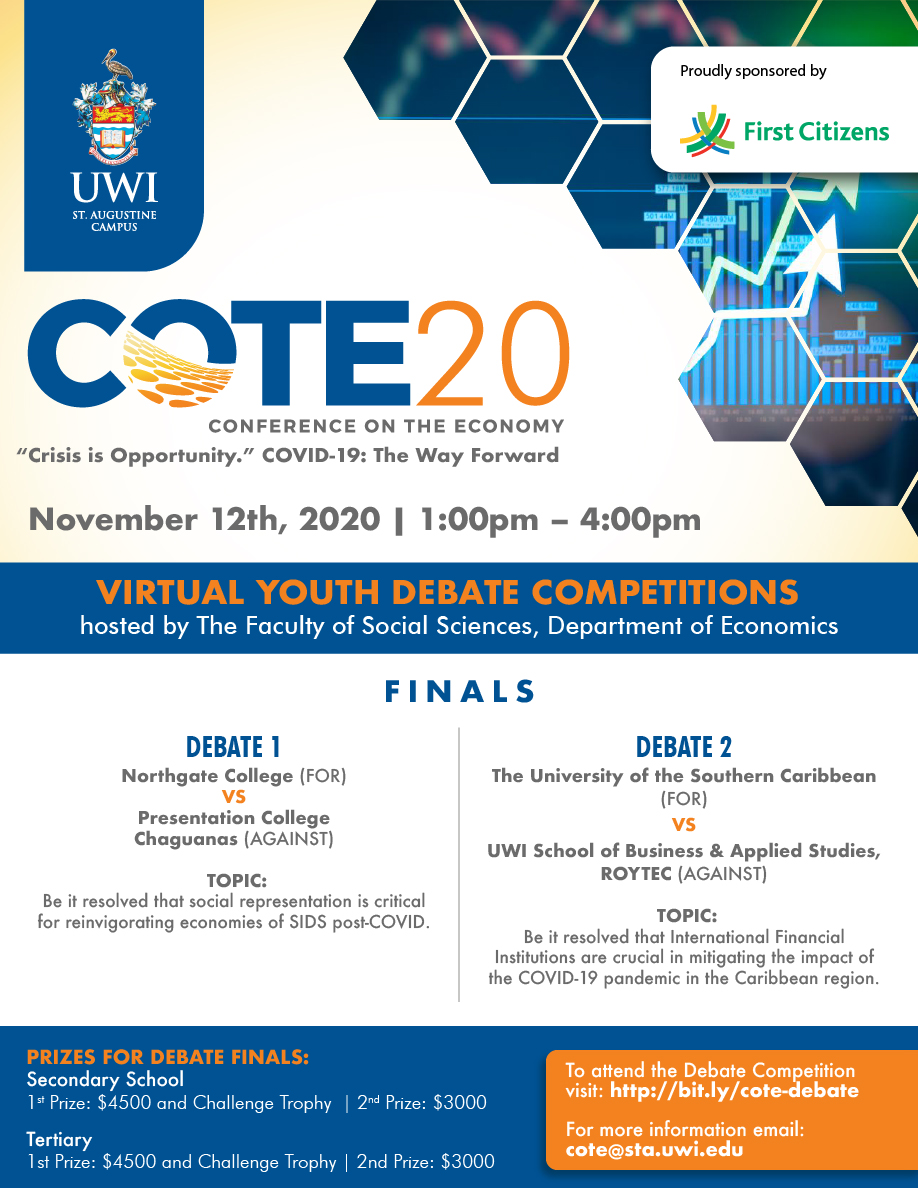 UWI
ST. AUGUSTINE
CAMPUS
Proudly sponsored by
First Citizens
COTE20
CONFERENCE ON THE ECONOMY
“Crisis is Opportunity.” COVID-19: The Way Forward
November 12th, 2020 | 1:00pm – 4:00pm
VIRTUAL YOUTH DEBATE COMPETITIONS
hosted by The Faculty of Social Sciences, Department of Economics
FINALS
DEBATE 1
Northgate College (FOR)
VS
Presentation College
Chaguanas (AGAINST)
TOPIC:
Be it resolved that social representation is critical
for reinvigorating economies of SIDS post-COVID.
DEBATE 2
The University of the Southern Caribbean
(FOR)
VS
UWI School of Business & Applied Studies,
ROYTEC (AGAINST)
TOPIC:
Be it resolved that International Financial
Institutions are crucial in mitigating the impact of
the COVID-19 pandemic in the Caribbean region.
PRIZES FOR DEBATE FINALS:
Secondary School
1st Prize: $4500 and Challenge Trophy | 2nd Prize: $3000
Tertiary
1st Prize: $4500 and Challenge Trophy | 2nd Prize: $3000
To attend the Debate Competition
visit: http://bit.ly/cote-debate
For more information email:
cote@sta.uwi.edu